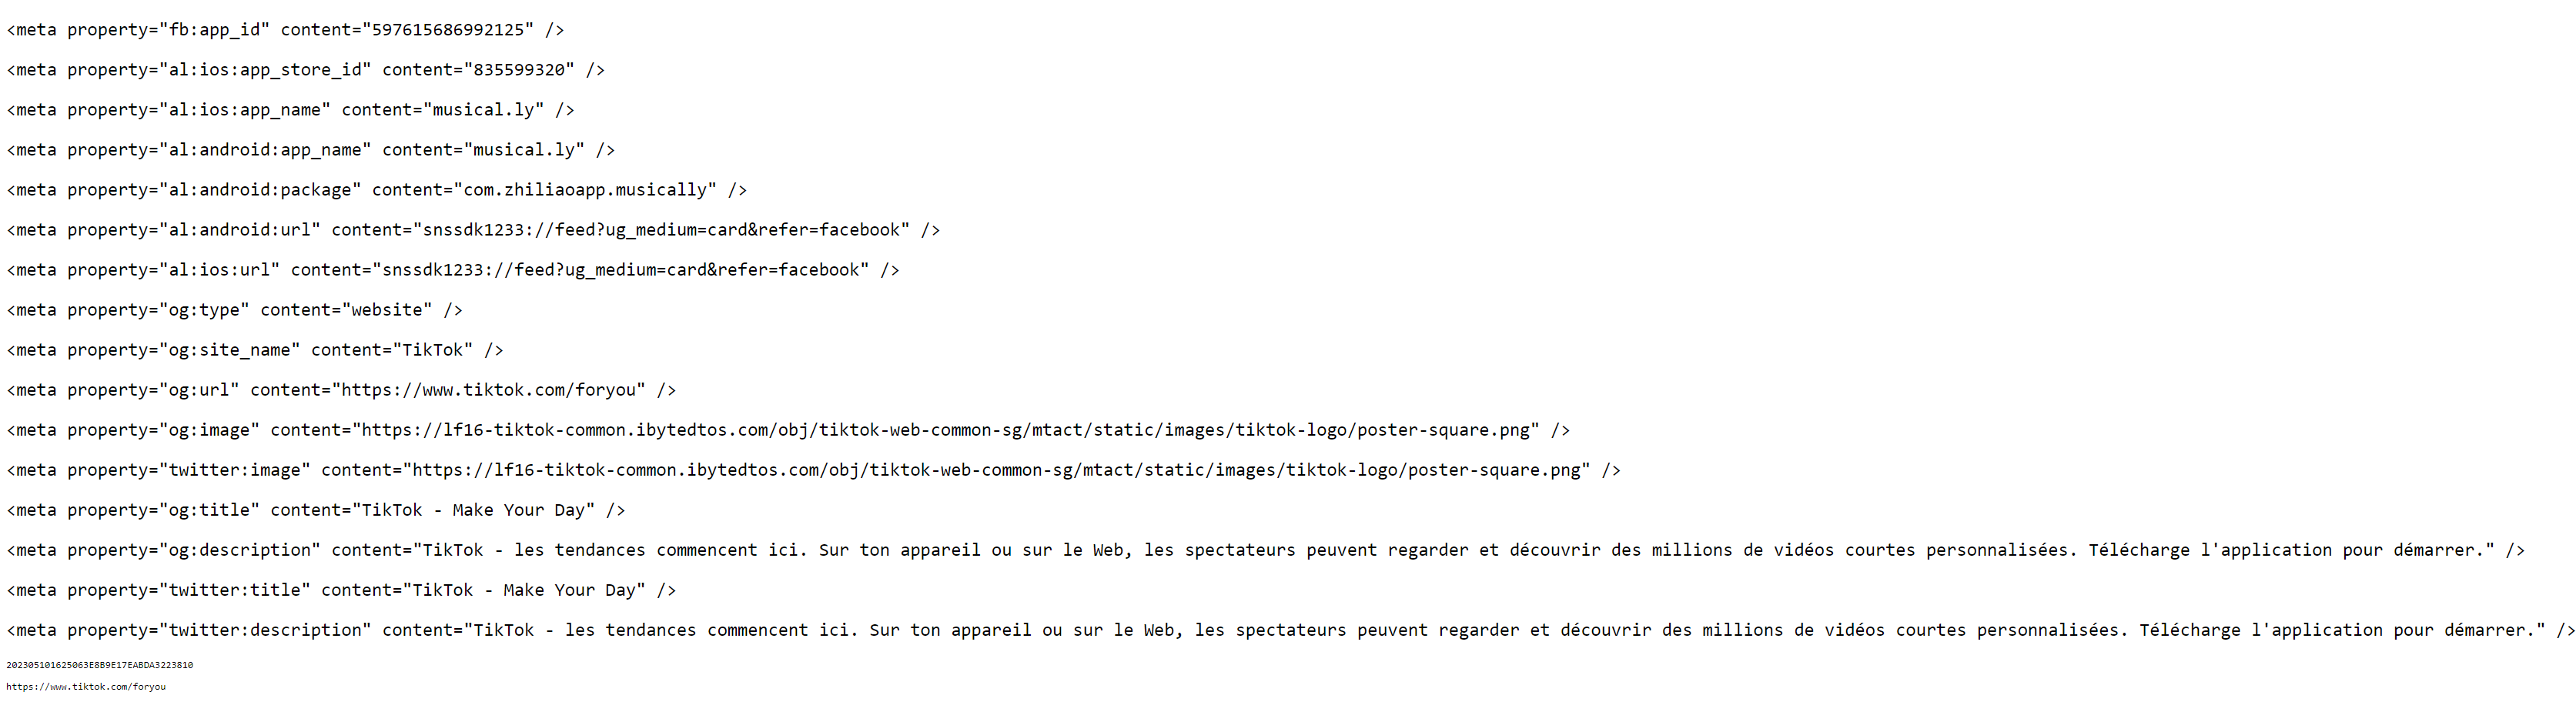 <meta property="fb:app_id" content="597615686992125" />
<meta property="al:ios:app_store_id" content="835599320" />
<meta property="al:ios:app_name" content="musical.ly" />
<meta property="al:android:app_name" content="musical.ly" />
<meta property="al:android:package" content="com.zhiliaoapp.musically" />
<meta property="al:android:url" content="snssdk1233://feed?ug_medium=card&refer=facebook" />
<meta property="al:ios:url" content="snssdk1233://feed?ug_medium=card&refer=facebook" />
<meta property="og:type" content="website" />
<meta property="og:site_name" content="TikTok" />
<meta property="og:url" content="https://www.tiktok.com/foryou" />
<meta property="og:image" content="https://lf16-tiktok-common.ibytedtos.com/obj/tiktok-web-common-sg/mtact/static/images/tiktok-logo/poster-square.png" />
<meta property="twitter:image" content="https://lf16-tiktok-common.ibytedtos.com/obj/tiktok-web-common-sg/mtact/static/images/tiktok-logo/poster-square.png" />
<meta property="og:title" content="TikTok - Make Your Day" />
<meta property="og:description" content="TikTok - les tendances commencent ici. Sur ton appareil ou sur le Web, les spectateurs peuvent regarder et découvrir des millions de vidéos courtes personnalisées. Télécharge l'application pour démarrer." />
<meta property="twitter:title" content="TikTok - Make Your Day" />
<meta property="twitter:description" content="TikTok - les tendances commencent ici. Sur ton appareil ou sur le Web, les spectateurs peuvent regarder et découvrir des millions de vidéos courtes personnalisées. Télécharge l'application pour démarrer." />
202305101625063E8B9E17EABDA3223810
https://www.tiktok.com/foryou